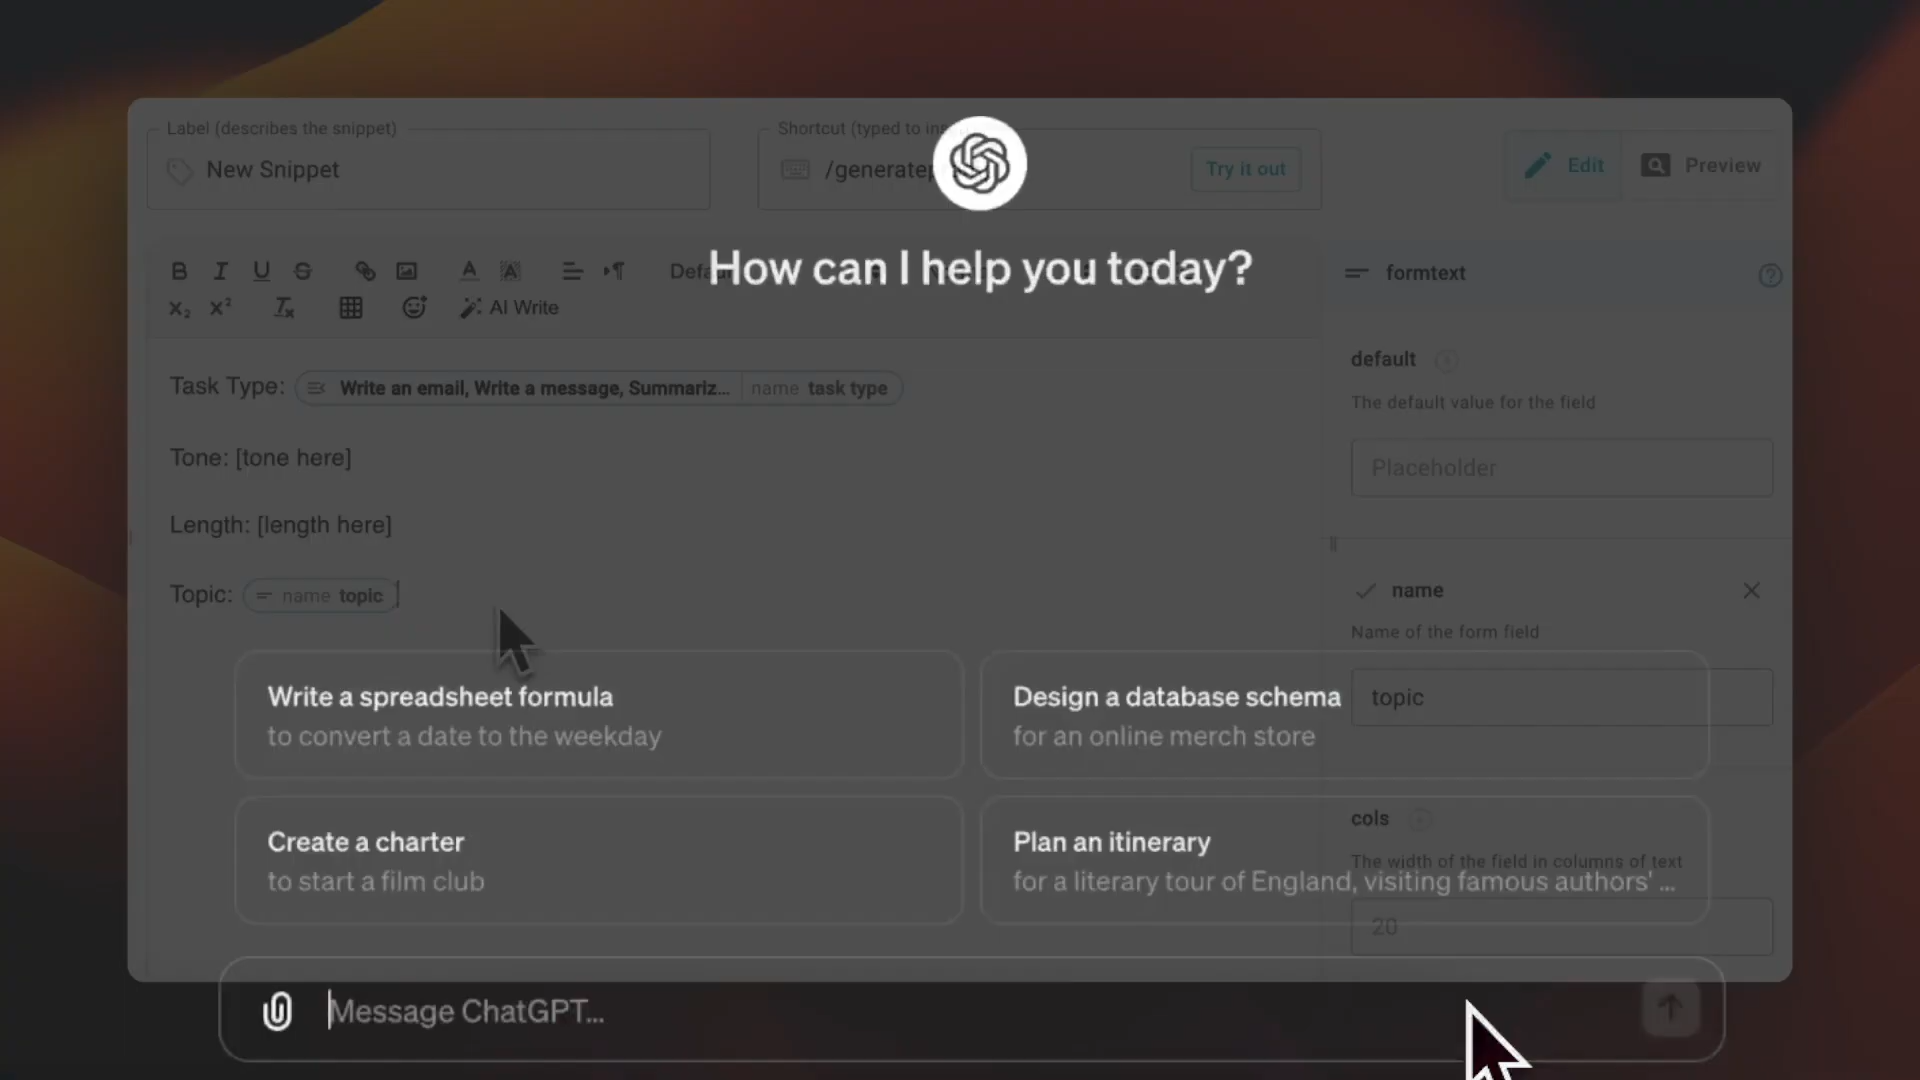 Label (describes the snippet)
New Snippet
Shortcut (typed to ins
/generatep
Try it out
Edit
Preview
How can I help you today?
B I U S
formtext
X₂ X²
AI Write
Task Type: Write an email, Write a message, Summariz... name task type
default
The default value for the field
Placeholder
Tone: [tone here]
Length: [length here]
Topic: name topic
name
Name of the form field
topic
Write a spreadsheet formula
to convert a date to the weekday
Design a database schema
for an online merch store
cols
The width of the field in columns of text
20
Create a charter
to start a film club
Plan an itinerary
for a literary tour of England, visiting famous authors' ...
Message ChatGPT...